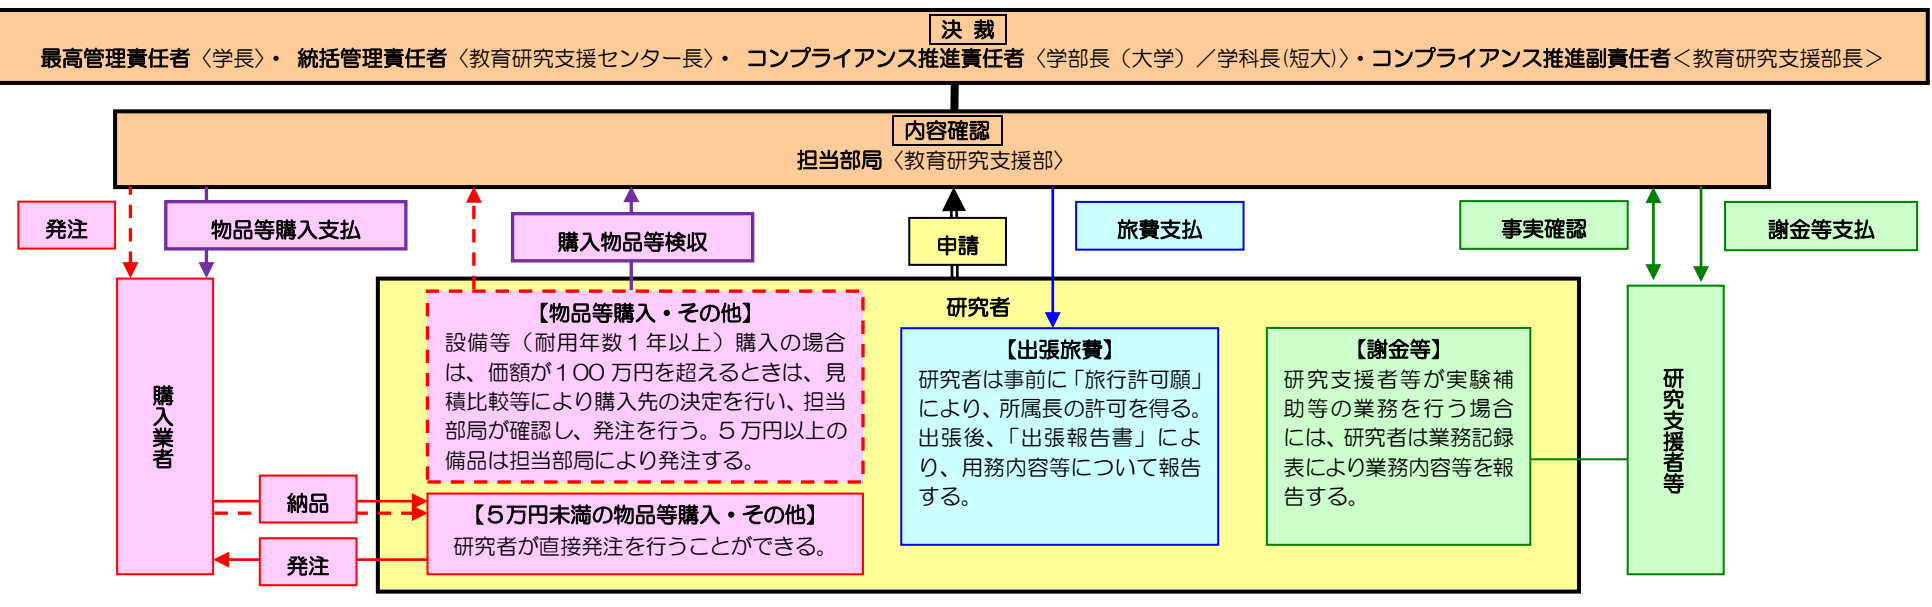 決 裁
最高管理責任者〈学長〉・ 統括管理責任者〈教育研究支援センター長〉・ コンプライアンス推進責任者〈学部長（大学）／学科長(短大)〉・コンプライアンス推進副責任者＜教育研究支援部長＞
内容確認
担当部局〈教育研究支援部〉
発注
物品等購入支払
購入物品等検収
申請
旅費支払
事実確認
謝金等支払
研究者
購入業者
【物品等購入・その他】
設備等（耐用年数１年以上）購入の場合
は、価額が１００万円を超えるときは、見
積比較等により購入先の決定を行い、担当
部局が確認し、発注を行う。５万円以上の
備品は担当部局により発注する。
納品
発注
【５万円未満の物品等購入・その他】
研究者が直接発注を行うことができる。
【出張旅費】
研究者は事前に「旅行許可願」
により、所属長の許可を得る。
出張後、「出張報告書」によ
り、用務内容等について報告
する。
【謝金等】
研究支援者等が実験補
助等の業務を行う場合
には、研究者は業務記録
表により業務内容等を報
告する。
研究支援者等